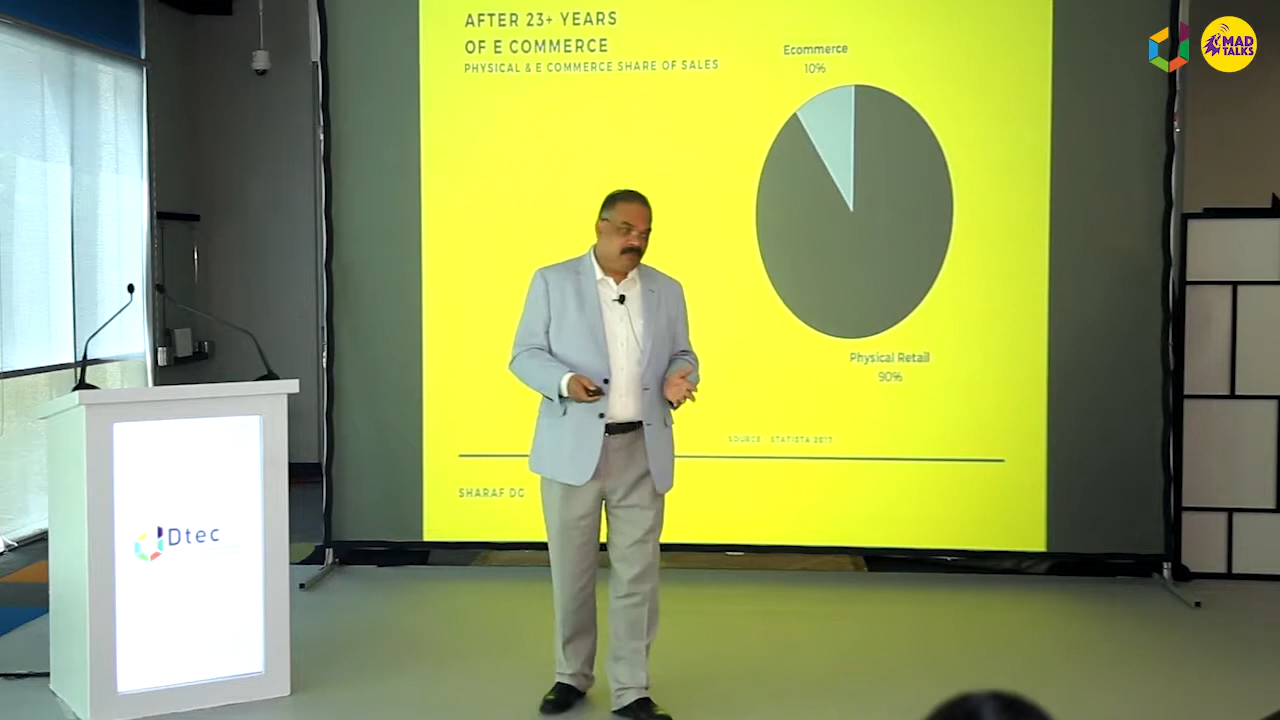 AFTER 23+ YEARS
OF E COMMERCE
PHYSICAL & E COMMERCE SHARE OF SALES
Ecommerce
10%
Physical Retail
90%
SOURCE : STATISTA 2017
SHARAF DG
Dtec
MAD
TALKS